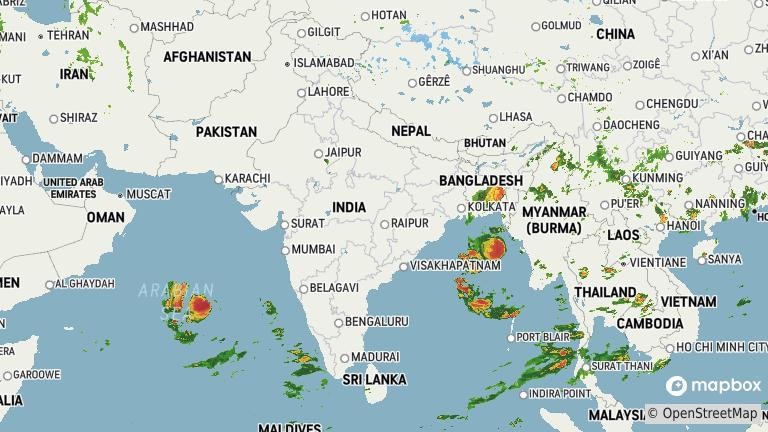 HOTAN
QILIAN
ABRIZ
MASHHAD
GILGIT
GOLMUD
CHINA
TEHRAN
AFGHANISTAN
XI'AN
ISLAMABAD
SHUANGHU
TRIWANG
ZOIGÊ
IRAN
GÊRZÊ
LAHORE
CHAMDO
CHENGDU
SHIRAZ
LHASA
DAOCHENG
PAKISTAN
NEPAL
BHUTAN
JAIPUR
GUIYANG
DAMMAM
KARACHI
BANGLADESH
KUNMING
UNITED ARAB
EMIRATES
MUSCAT
INDIA
KOLKATA
PU'ER
NANNING
OMAN
SURAT
RAIPUR
MYANMAR
(BURMA)
HANOI
LAOS
MUMBAI
VISAKHAPATNAM
VIENTIANE
SANYA
AL GHAYDAH
ARABIAN
SEA
BELAGAVI
THAILAND
VIETNAM
BENGALURU
CAMBODIA
PORT BLAIR
MADURAI
HO CHI MINH CITY
GAROOWE
SRI LANKA
SURAT THANI
mapbox
INDIRA POINT
MALDIVES
© OpenStreetMap